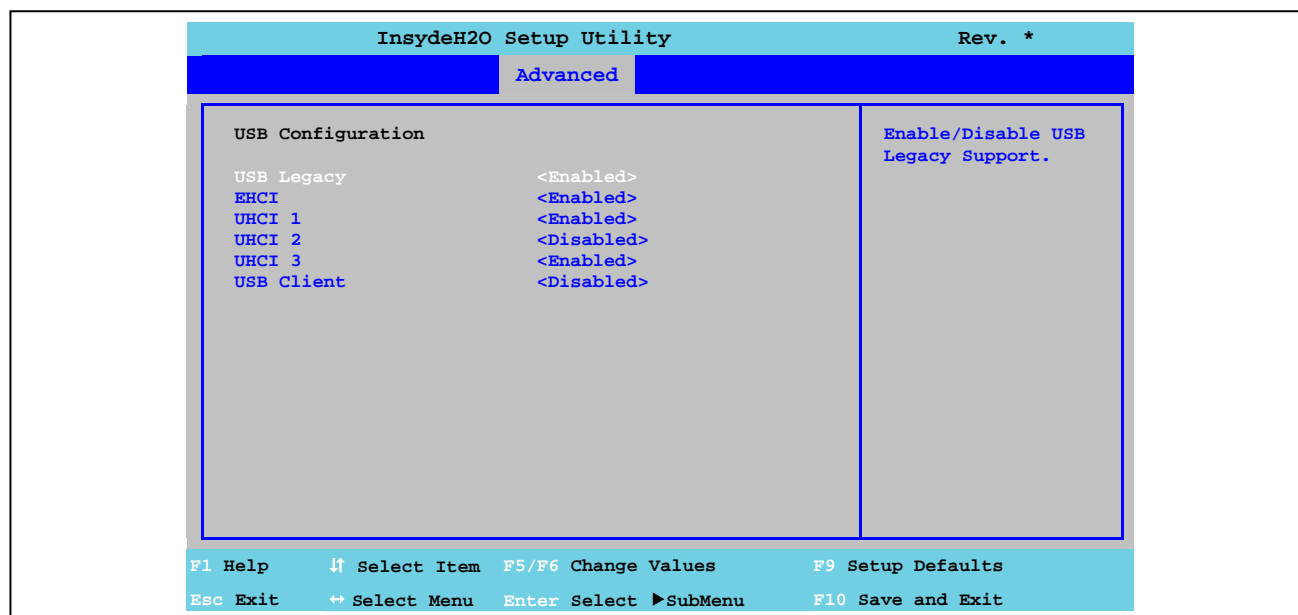 InsydeH2O Setup Utility Rev. *
Advanced
USB Configuration
USB Legacy <Enabled>
EHCI <Enabled>
UHCI 1 <Enabled>
UHCI 2 <Disabled>
UHCI 3 <Enabled>
USB Client <Disabled>
Enable/Disable USB
Legacy Support.
F1 Help ↓↑ Select Item F5/F6 Change Values F9 Setup Defaults
Esc Exit ↔ Select Menu Enter Select ▶SubMenu F10 Save and Exit